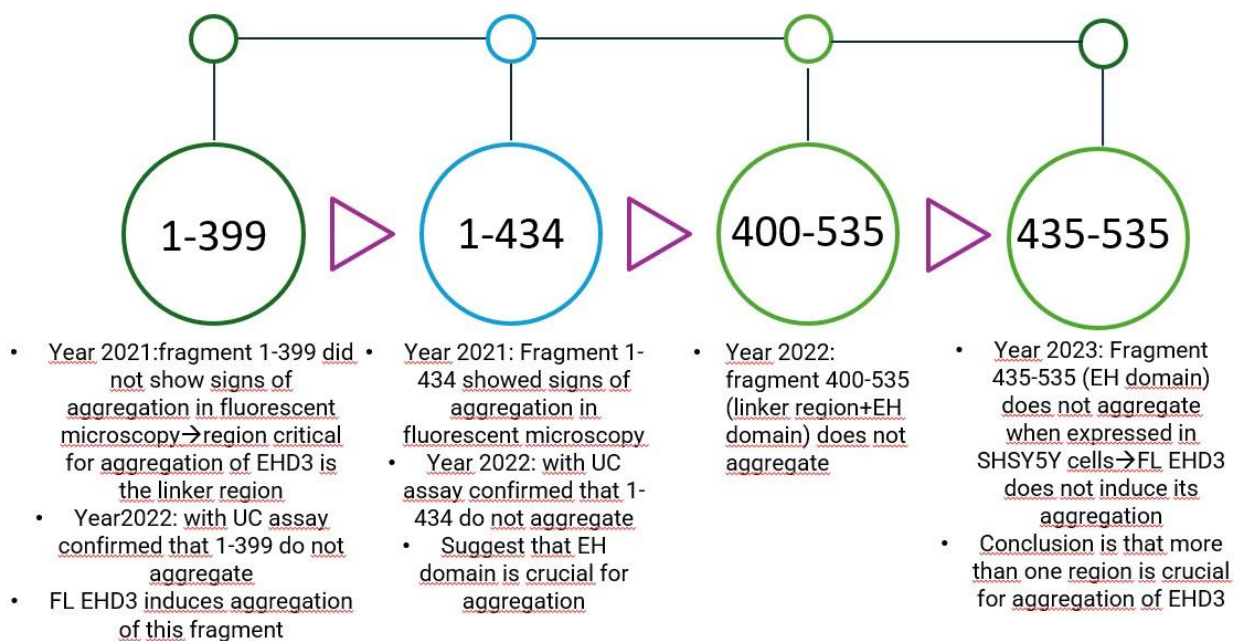 1-399
1-434
400-535
435-535
• Year 2021:fragment 1-399 did
not show signs of
aggregation in fluorescent
microscopy→region critical
for aggregation of EHD3 is
the linker region
• Year2022: with UC assay
confirmed that 1-399 do not
aggregate
• FL EHD3 induces aggregation
of this fragment
• Year 2021: Fragment 1-
434 showed signs of
aggregation in
fluorescent microscopy
• Year 2022: with UC
assay confirmed that 1-
434 do not aggregate
• Suggest that EH
domain is crucial for
aggregation
• Year 2022:
fragment 400-535
(linker region+EH
domain) does not
aggregate
• Year 2023: Fragment
435-535 (EH domain)
does not aggregate
when expressed in
SHSY5Y cells→FL EHD3
does not induce its
aggregation
• Conclusion is that more
than one region is crucial
for aggregation of EHD3